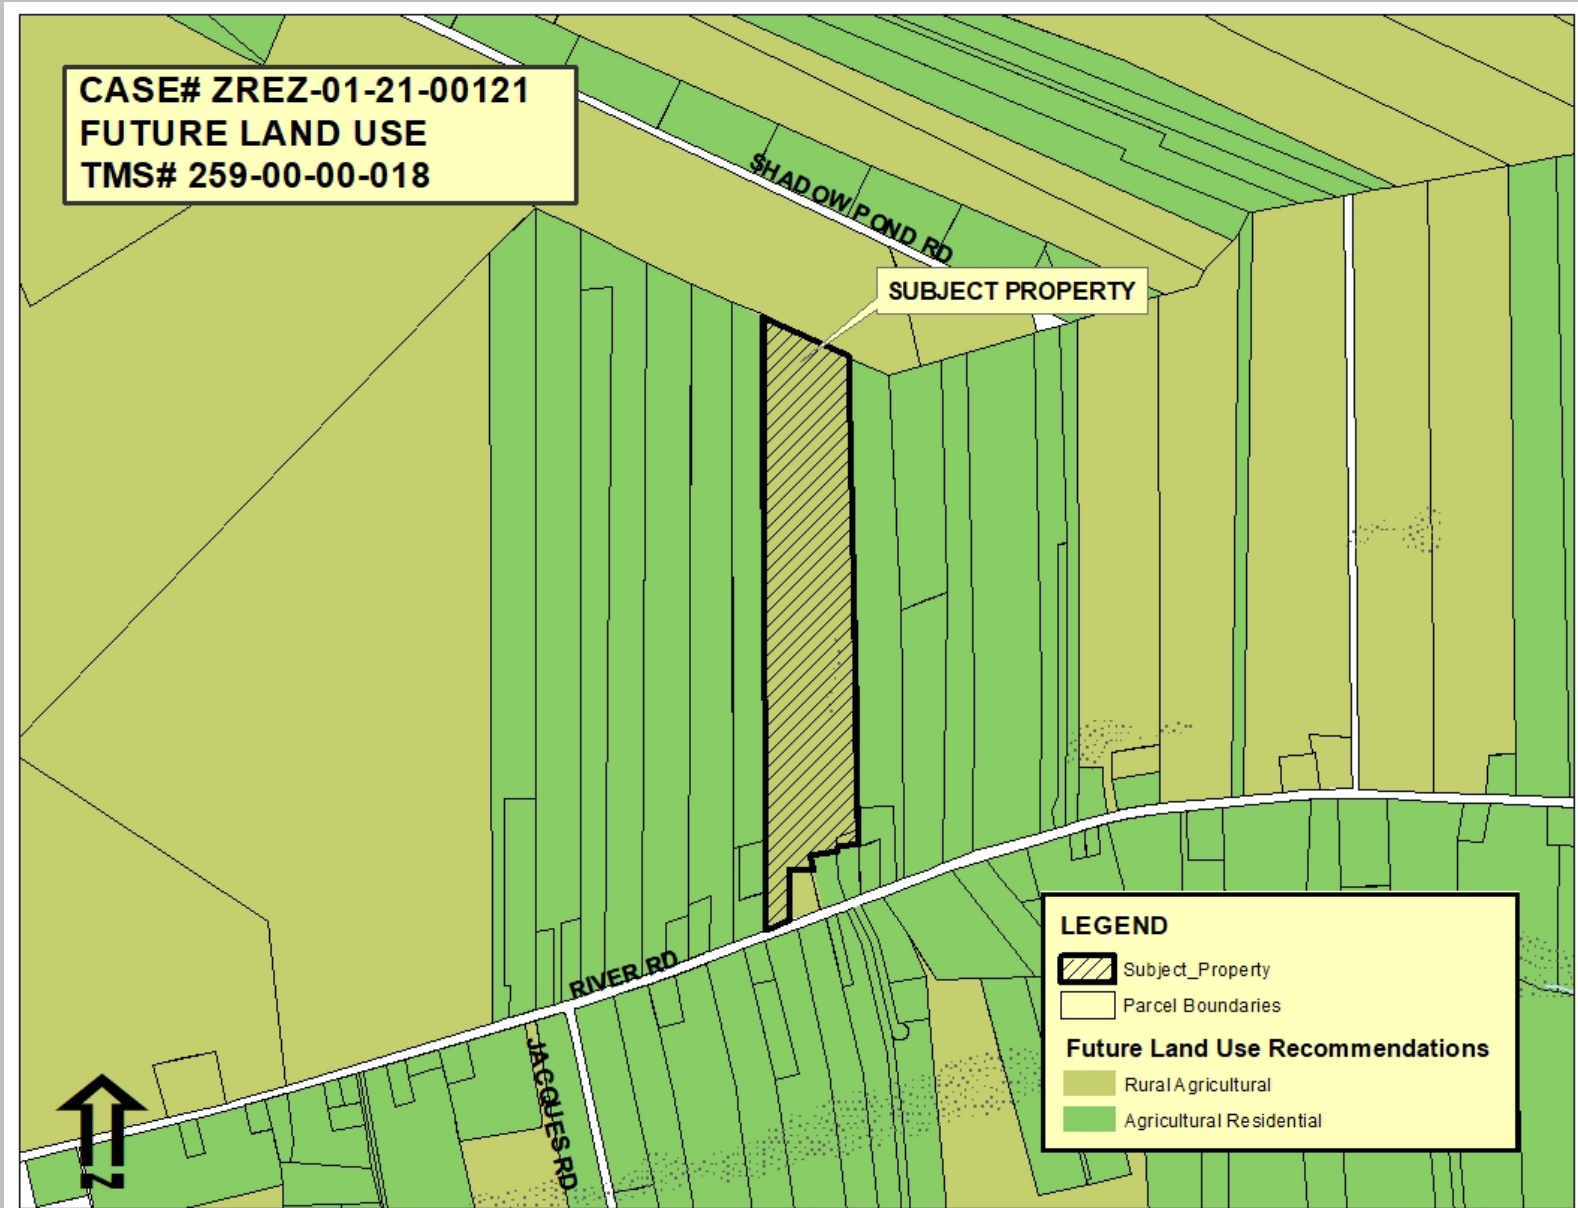 CASE# ZREZ-01-21-00121
FUTURE LAND USE
TMS# 259-00-00-018
SHADOW POND RD
SUBJECT PROPERTY
RIVER RD
JACQUES RD
LEGEND
Subject_Property
Parcel Boundaries
Future Land Use Recommendations
Rural Agricultural
Agricultural Residential
N